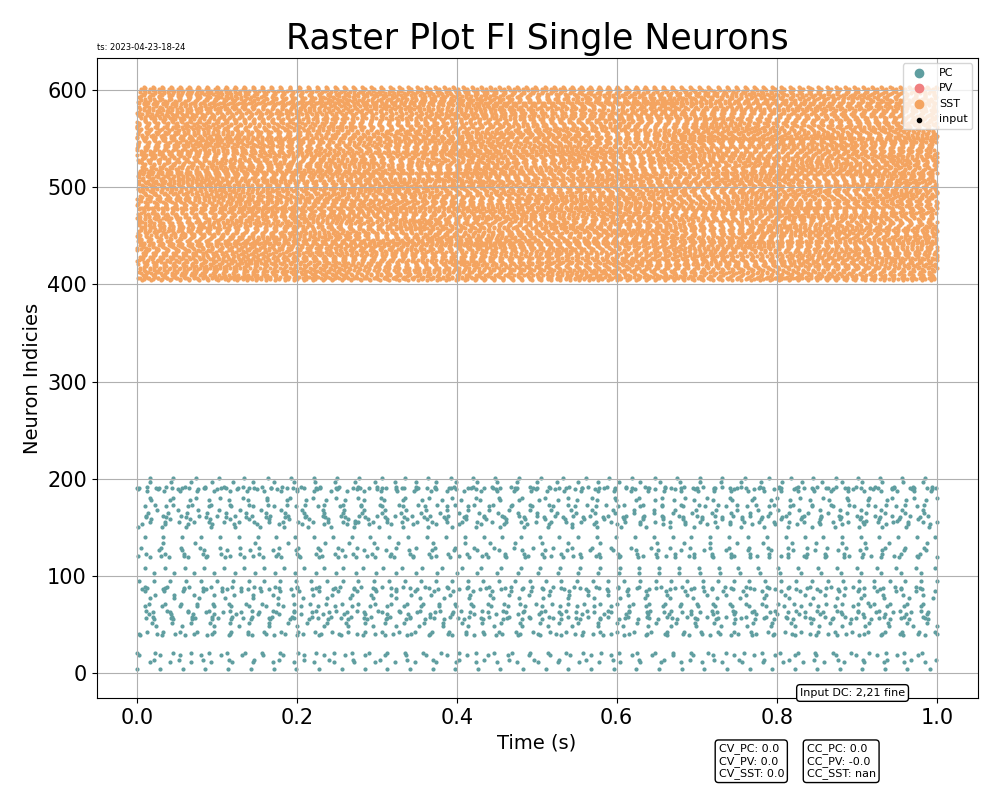 Raster Plot FI Single Neurons
ts: 2023-04-23-18-24
PC
PV
SST
input
600
500
400
300
200
100
0
Neuron Indicies
0.0 0.2 0.4 0.6 0.8 1.0
Time (s)
Input DC: 2,21 fine
CV_PC: 0.0
CV_PV: 0.0
CV_SST: 0.0
CC_PC: 0.0
CC_PV: -0.0
CC_SST: nan